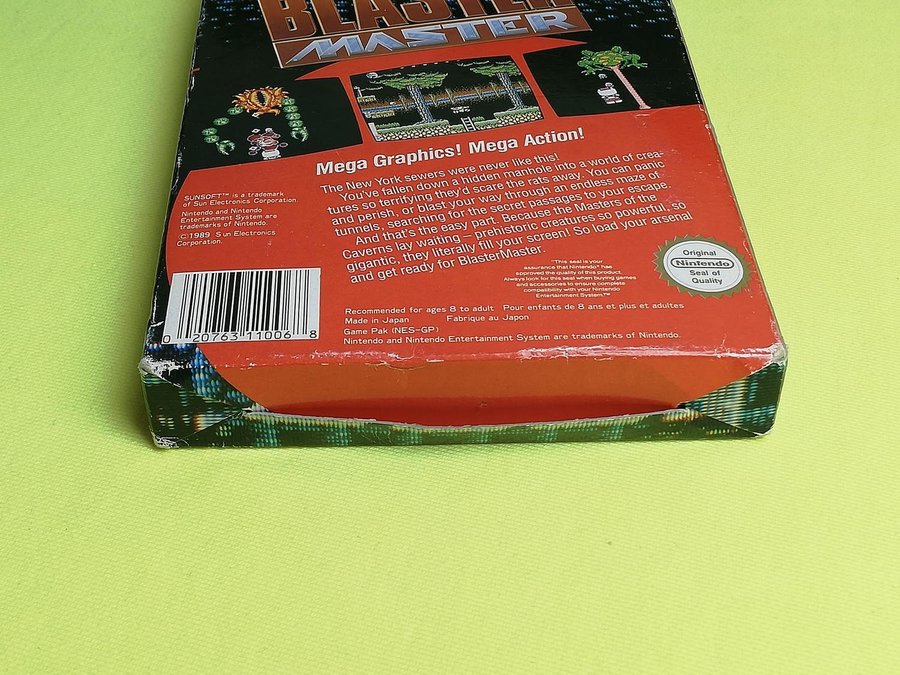 BLASTER
MASTER
Mega Graphics! Mega Action!
The New York sewers were never like this!
You've fallen down a hidden manhole into a world of crea-
tures so terrifying they'd scare the rats away. You can panic
and perish, or blast your way through an endless maze of
tunnels, searching for the secret passages to your escape.
And that's the easy part. Because the Masters of the
Caverns lay waiting – prehistoric creatures so powerful, so
gigantic, they literally fill your screen! So load your arsenal
and get ready for BlasterMaster.
SUNSOFT™ is a trademark
of Sun Electronics Corporation.
Nintendo and Nintendo
Entertainment System are
trademarks of Nintendo.
(C)1989 Sun Electronics
Corporation.
"This seal is your
assurance that Nintendo® has
approved the quality of this product.
Always look for this seal when buying games
and accessories to ensure complete
compatibility with your Nintendo
Entertainment System."™
Original
Nintendo
Seal of
Quality
0 20763 11006 8
Recommended for ages 8 to adult Pour enfants de 8 ans et plus et adultes
Made in Japan Fabrique au Japon
Game Pak (NES-GP)
Nintendo and Nintendo Entertainment System are trademarks of Nintendo.